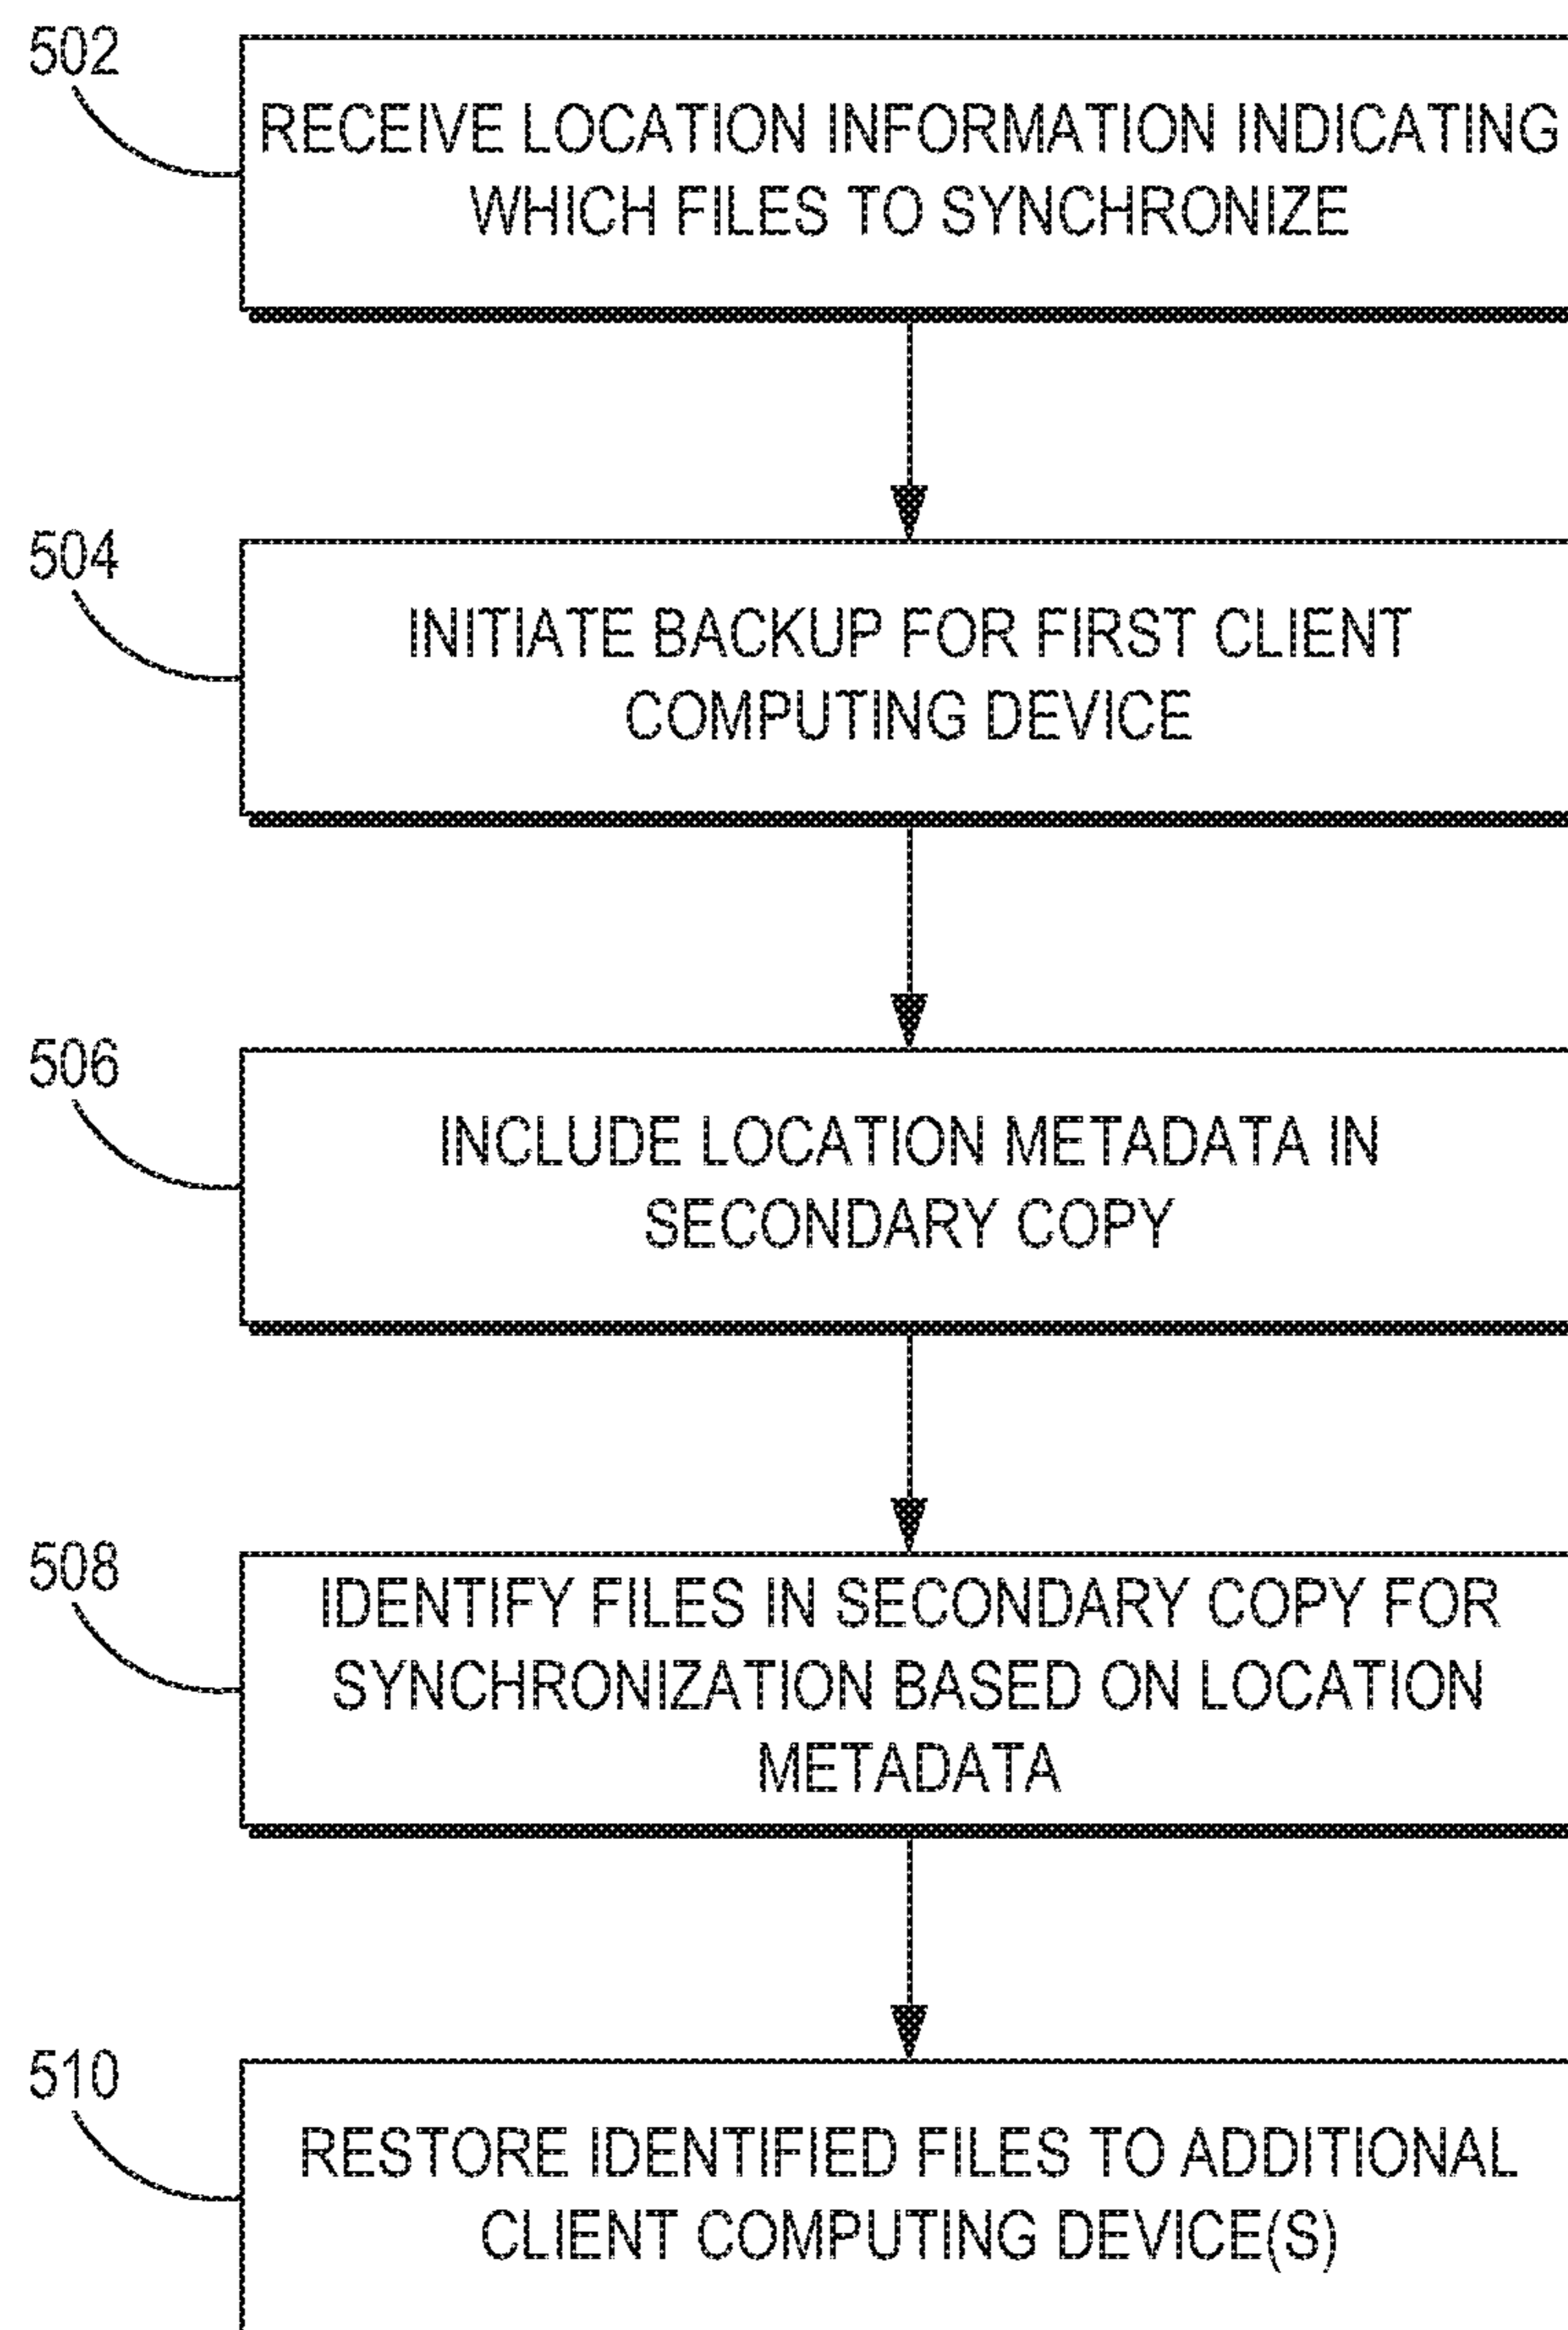 502
RECEIVE LOCATION INFORMATION INDICATING
WHICH FILES TO SYNCHRONIZE
504
INITIATE BACKUP FOR FIRST CLIENT
COMPUTING DEVICE
506
INCLUDE LOCATION METADATA IN
SECONDARY COPY
508
IDENTIFY FILES IN SECONDARY COPY FOR
SYNCHRONIZATION BASED ON LOCATION
METADATA
510
RESTORE IDENTIFIED FILES TO ADDITIONAL
CLIENT COMPUTING DEVICE(S)